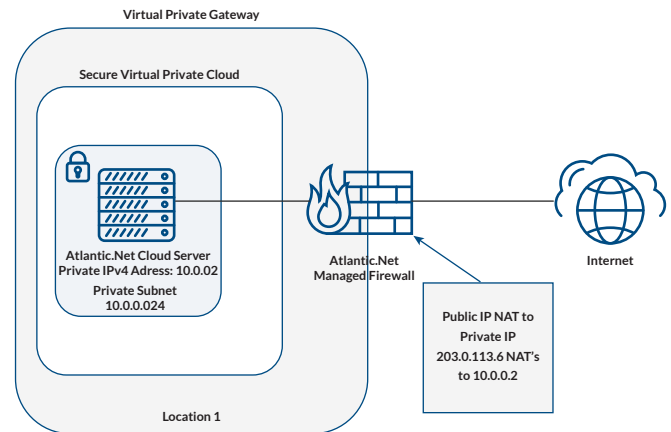 Virtual Private Gateway
Secure Virtual Private Cloud
Atlantic.Net Cloud Server
Private IPv4 Adress: 10.0.02
Private Subnet
10.0.0.024
Atlantic.Net
Managed Firewall
Internet
Public IP NAT to
Private IP
203.0.113.6 NAT's
to 10.0.0.2
Location 1